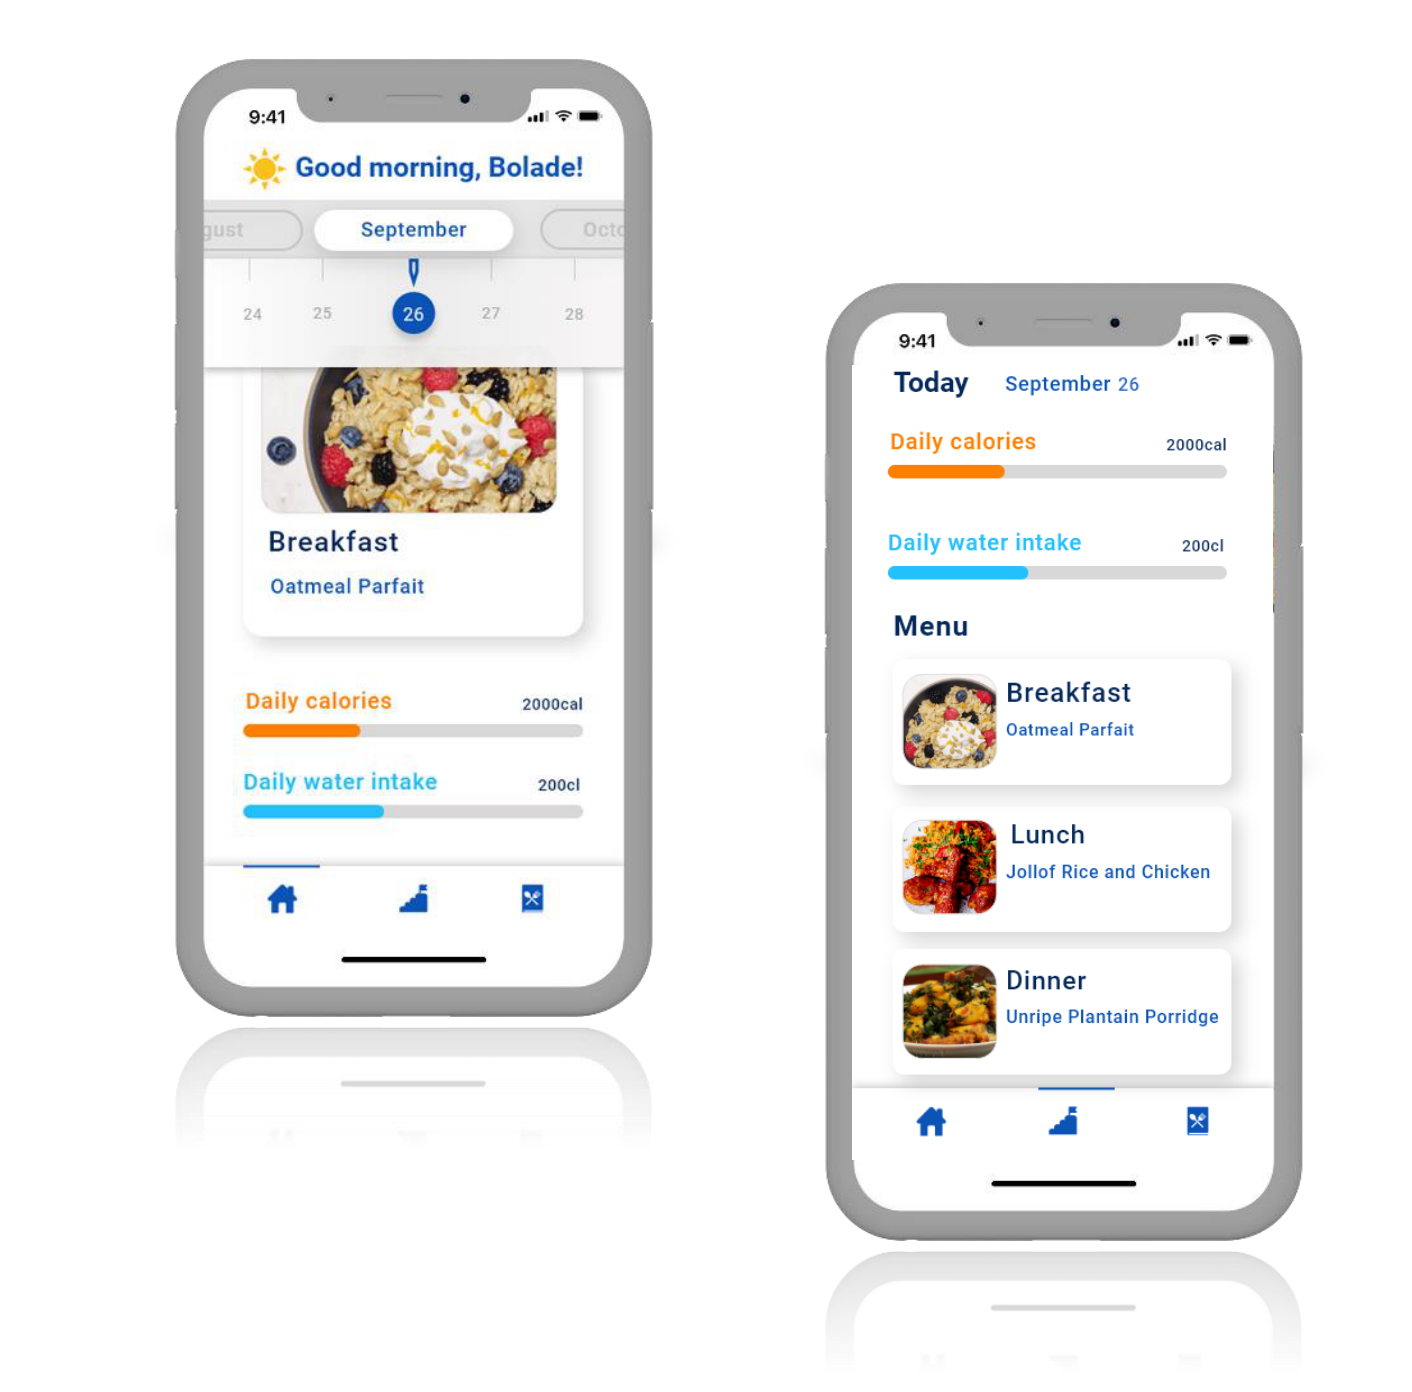 9:41
Good morning, Bolade!
gust September Octo
24 25 26 27 28
Breakfast
Oatmeal Parfait
Daily calories 2000cal
Daily water intake 200cl
9:41
Today September 26
Daily calories 2000cal
Daily water intake 200cl
Menu
Breakfast
Oatmeal Parfait
Lunch
Jollof Rice and Chicken
Dinner
Unripe Plantain Porridge